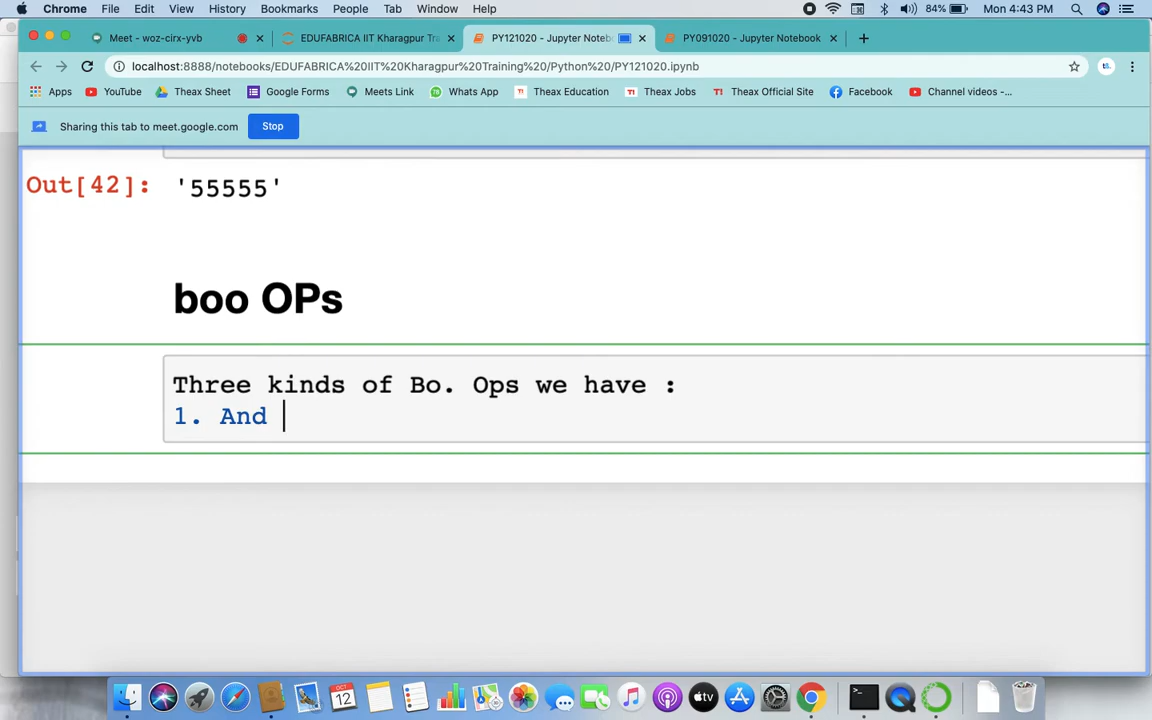 Chrome File Edit View History Bookmarks People Tab Window Help 84% Mon 4:43 PM
Meet - woz-cirx-yvb EDUFABRICA IIT Kharagpur Tra PY121020 - Jupyter Noteb PY091020 - Jupyter Notebook
localhost:8888/notebooks/EDUFABRICA%20IIT%20Kharagpur%20Training%20/Python%20/PY121020.ipynb
Apps YouTube Theax Sheet Google Forms Meets Link Whats App Theax Education Theax Jobs Theax Official Site Facebook Channel videos -...
Sharing this tab to meet.google.com Stop
Out[42]: '55555'
boo OPs
Three kinds of Bo. Ops we have :
1. And